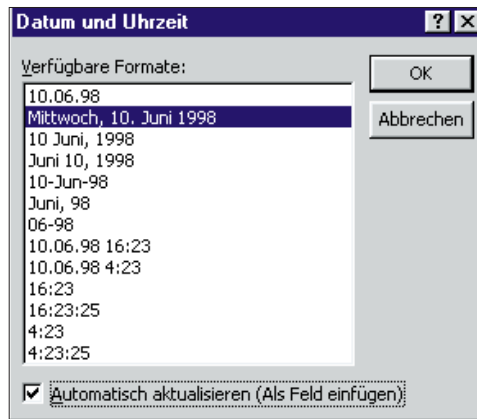 Datum und Uhrzeit
Verfügbare Formate:
OK
Abbrechen
10.06.98
Mittwoch, 10. Juni 1998
10 Juni, 1998
Juni 10, 1998
10-Jun-98
Juni, 98
06-98
10.06.98 16:23
10.06.98 4:23
16:23
16:23:25
4:23
4:23:25
Automatisch aktualisieren (Als Feld einfügen)